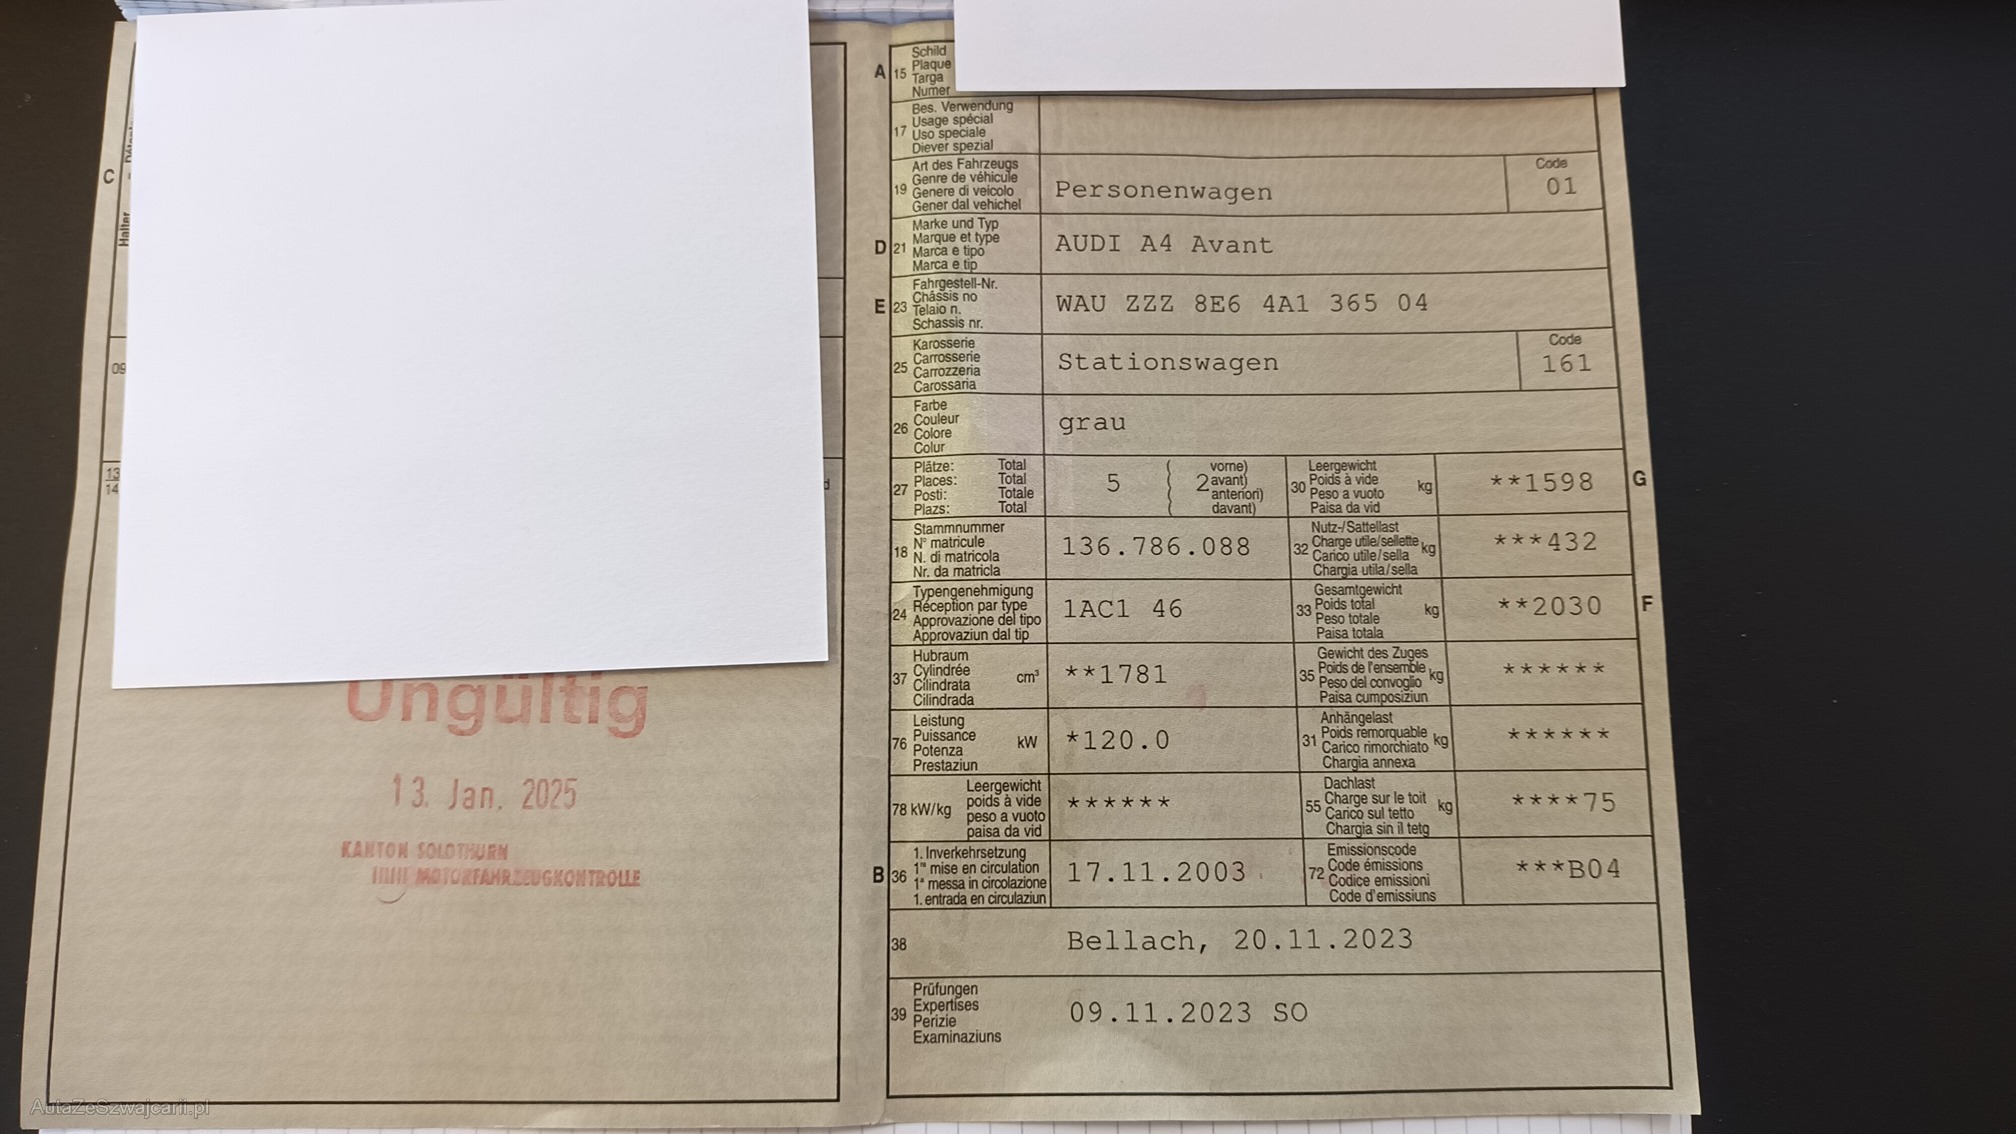 C
Halter
09
13
14
d
Ungültig
13. Jan. 2025
KANTON SOLOTHURN
MOTORFAHRZEUGKONTROLLE
A 15 Schild
Plaque
Targa
Numer
17 Bes. Verwendung
Usage spécial
Uso speciale
Diever spezial
19 Art des Fahrzeugs
Genre de véhicule
Genere di veicolo
Gener dal vehichel
Personenwagen
Code
01
D 21 Marke und Typ
Marque et type
Marca e tipo
Marca e tip
AUDI A4 Avant
E 23 Fahrgestell-Nr.
Châssis no
Telaio n.
Schassis nr.
WAU ZZZ 8E6 4A1 365 04
25 Karosserie
Carrosserie
Carrozzeria
Carossaria
Stationswagen
Code
161
26 Farbe
Couleur
Colore
Colur
grau
27 Plätze: Total
Places: Total
Posti: Totale
Plazs: Total
5 ( 2 vorne)
avant)
anteriori)
davant)
30 Leergewicht
Poids à vide
Peso a vuoto
Paisa da vid
kg **1598 G
18 Stammnummer
N° matricule
N. di matricola
Nr. da matricla
136.786.088
32 Nutz-/Sattellast
Charge utile/sellette
Carico utile/sella
Chargia utila/sella
kg ***432
24 Typengenehmigung
Réception par type
Approvazione del tipo
Approvaziun dal tip
1AC1 46
33 Gesamtgewicht
Poids total
Peso totale
Paisa totala
kg **2030 F
37 Hubraum
Cylindrée
Cilindrata
Cilindrada
cm³ **1781
35 Gewicht des Zuges
Poids de l'ensemble
Peso del convoglio
Paisa cumposiziun
kg ******
76 Leistung
Puissance
Potenza
Prestaziun
kW *120.0
31 Anhängelast
Poids remorquable
Carico rimorchiato
Chargia annexa
kg ******
78 kW/kg Leergewicht
poids à vide
peso a vuoto
paisa da vid
******
55 Dachlast
Charge sur le toit
Carico sul tetto
Chargia sin il tetg
kg ****75
B 36 1. Inverkehrsetzung
1re mise en circulation
1a messa in circolazione
1. entrada en circulaziun
17.11.2003
72 Emissionscode
Code émissions
Codice emissioni
Code d'emissiuns
***B04
38 Bellach, 20.11.2023
39 Prüfungen
Expertises
Perizie
Examinaziuns
09.11.2023 SO
AutaZeSzwajcarii.pl